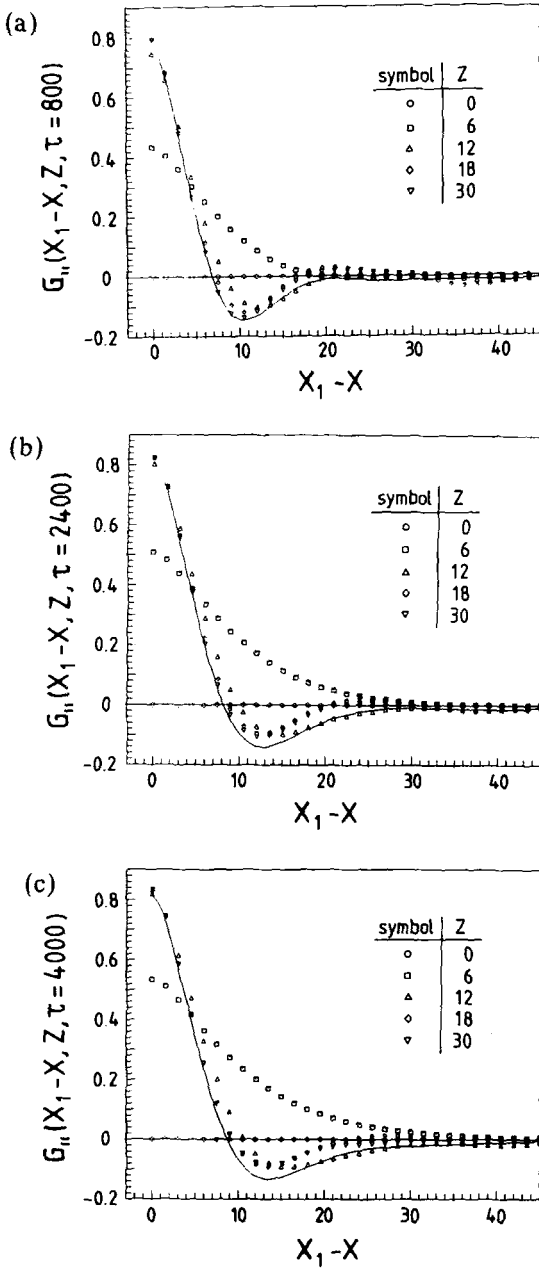 (a)
G॥(X₁-X, Z, τ=800)
0.8
0.6
0.4
0.2
0
-0.2
symbol Z
○ 0
□ 6
△ 12
◇ 18
▽ 30
0 10 20 30 40
X₁-X
(b)
G॥(X₁-X, Z, τ=2400)
0.8
0.6
0.4
0.2
0
-0.2
symbol Z
○ 0
□ 6
△ 12
◇ 18
▽ 30
0 10 20 30 40
X₁-X
(c)
G॥(X₁-X, Z, τ=4000)
0.8
0.6
0.4
0.2
0
-0.2
symbol Z
○ 0
□ 6
△ 12
◇ 18
▽ 30
0 10 20 30 40
X₁-X